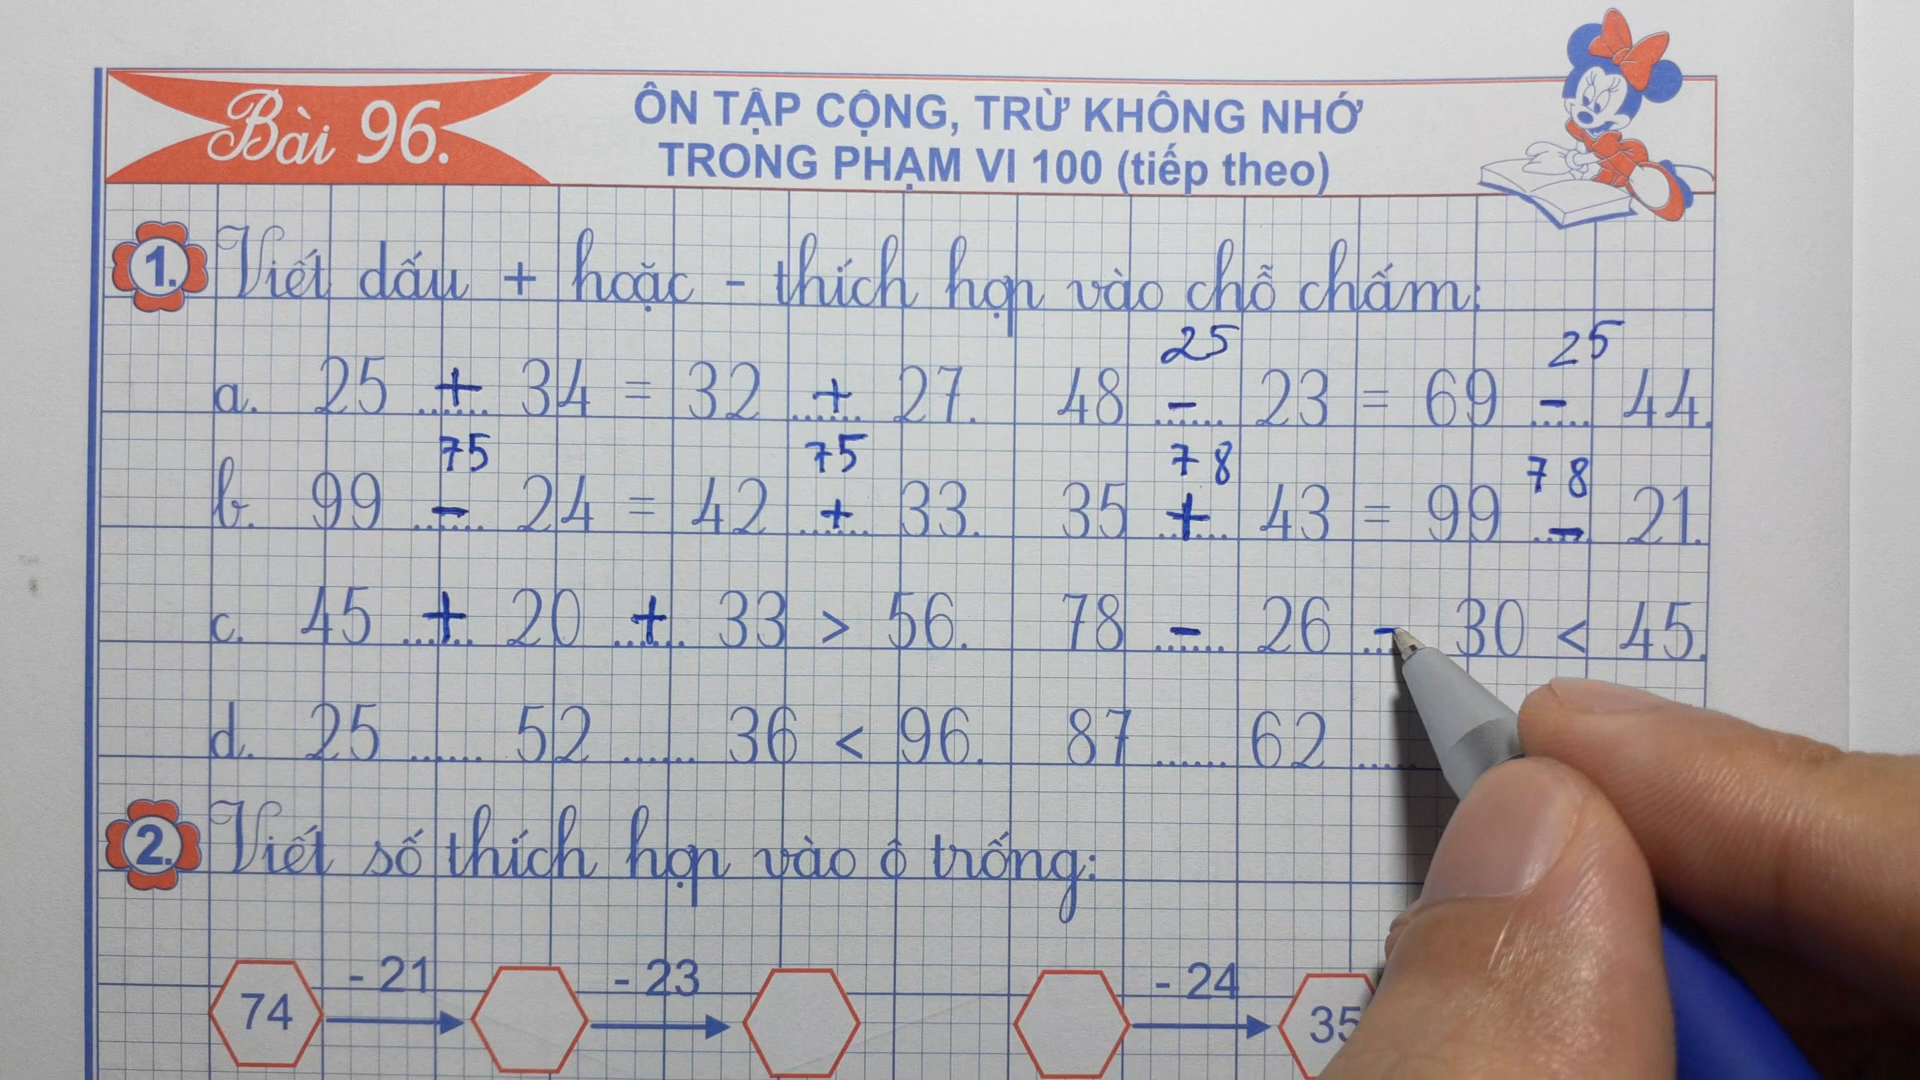 Bài 96.
ÔN TẬP CỘNG, TRỪ KHÔNG NHỚ
TRONG PHẠM VI 100 (tiếp theo)
1. Viết dấu + hoặc - thích hợp vào chỗ chấm:
25 25
a. 25 + 34 = 32 + 27. 48 - 23 = 69 - 44.
75 75 78 78
b. 99 - 24 = 42 + 33. 35 + 43 = 99 - 21.
c. 45 + 20 + 33 > 56. 78 - 26 - 30 < 45.
d. 25 ...... 52 ...... 36 < 96. 87 ...... 62 .....
2. Viết số thích hợp vào ô trống:
- 21 - 23 - 24
74 35